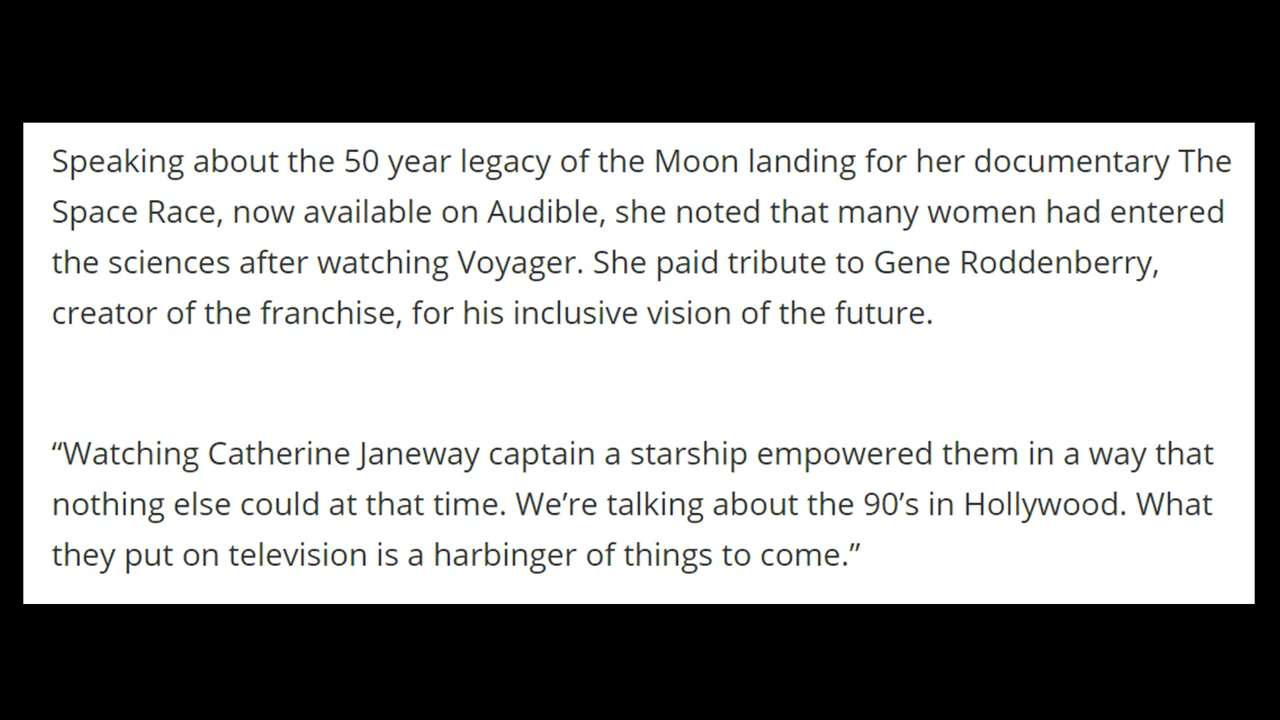 Speaking about the 50 year legacy of the Moon landing for her documentary The
Space Race, now available on Audible, she noted that many women had entered
the sciences after watching Voyager. She paid tribute to Gene Roddenberry,
creator of the franchise, for his inclusive vision of the future.
“Watching Catherine Janeway captain a starship empowered them in a way that
nothing else could at that time. We’re talking about the 90’s in Hollywood. What
they put on television is a harbinger of things to come.”